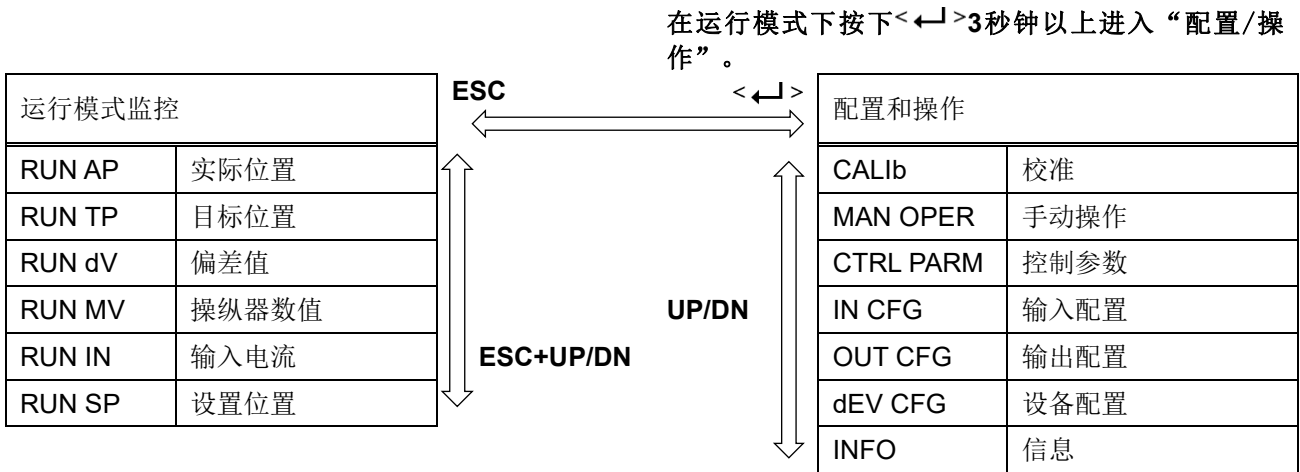 在运行模式下按下<↵>3秒钟以上进入“配置/操
作”。
ESC <↵>
运行模式监控
RUN AP 实际位置
RUN TP 目标位置
RUN dV 偏差值
RUN MV 操纵器数值
RUN IN 输入电流
RUN SP 设置位置
ESC+UP/DN
UP/DN
配置和操作
CALIb 校准
MAN OPER 手动操作
CTRL PARM 控制参数
IN CFG 输入配置
OUT CFG 输出配置
dEV CFG 设备配置
INFO 信息